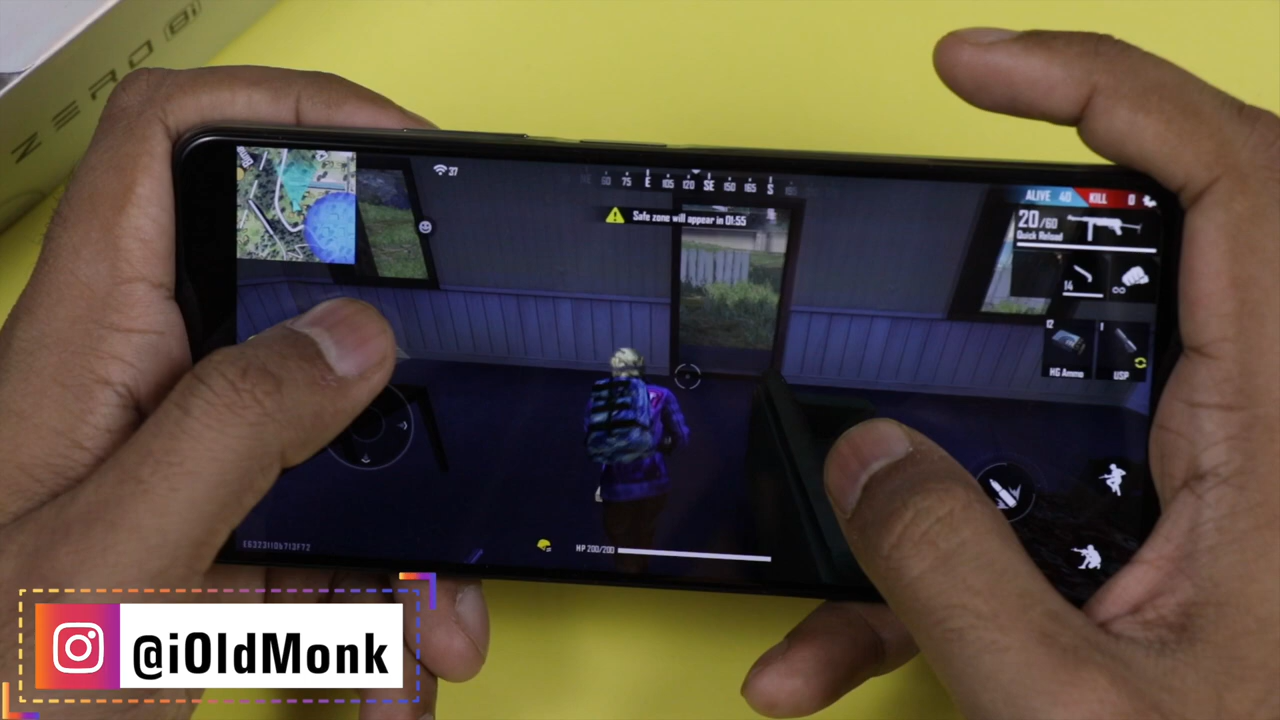 ZERO 8i
37
60 75 E 105 120 SE 150 165 S
Safe zone will appear in 01:55
ALIVE 40 KILL 0
20/60
Quick Reload
14
HG Ammo
USP
HP 200/200
@iOldMonk